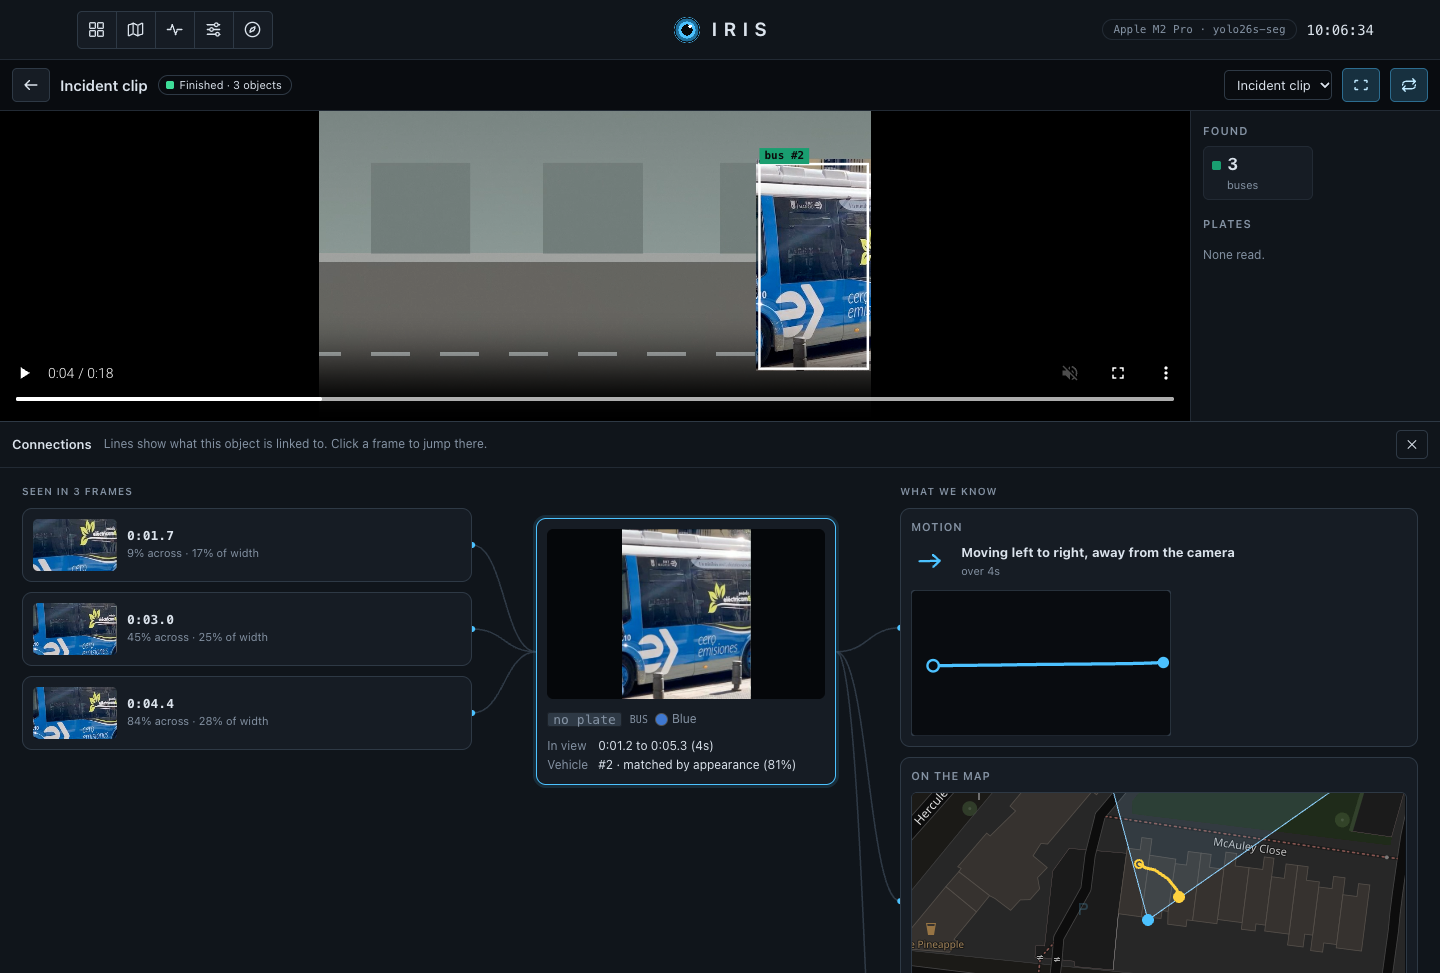 IRIS
Apple M2 Pro · yolo26s-seg
10:06:34
Incident clip
Finished · 3 objects
Incident clip
bus #2
cero
FOUND
3
buses
PLATES
None read.
0:04 / 0:18
Connections
Lines show what this object is linked to. Click a frame to jump there.
SEEN IN 3 FRAMES
0:01.7
9% across · 17% of width
0:03.0
45% across · 25% of width
0:04.4
84% across · 28% of width
cero
emisiones
no plate
BUS
Blue
In view 0:01.2 to 0:05.3 (4s)
Vehicle #2 · matched by appearance (81%)
WHAT WE KNOW
MOTION
Moving left to right, away from the camera
over 4s
ON THE MAP
Hercule
McAuley Close
P
e Pineapple